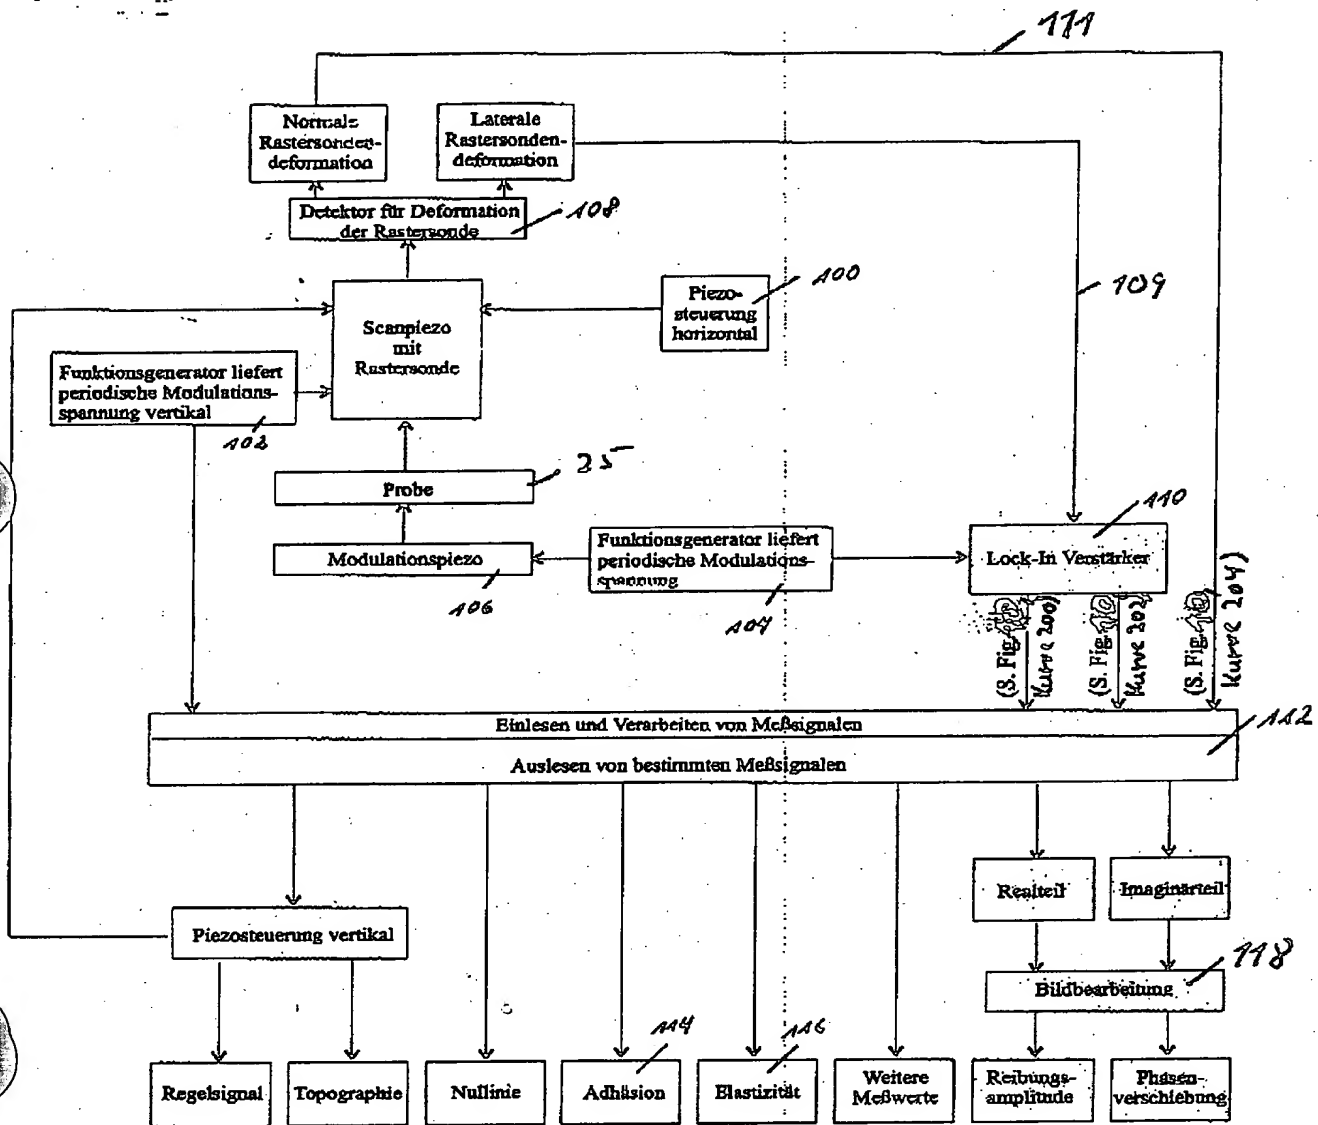 111
Normale
Rastersonden-
deformation
Laterale
Rastersonden-
deformation
Detektor für Deformation
der Rastersonde
108
100
Piezo-
steuerung
horizontal
109
Scanpiezo
mit
Rastersonde
Funktionsgenerator liefert
periodische Modulations-
spannung vertikal
102
25
Probe
110
Modulationspiezo
106
Funktionsgenerator liefert
periodische Modulations-
spannung
107
Lock-In Verstärker
(S. Fig.
Kurve 200)
(S. Fig.
Kurve 202
(S. Fig.
Kurve 204)
Einlesen und Verarbeiten von Meßsignalen
112
Auslesen von bestimmten Meßsignalen
Realteil
Imaginärteil
Piezosteuerung vertikal
118
Bildbearbeitung
114
116
Regelsignal
Topographie
Nullinie
Adhäsion
Elastizität
Weitere
Meßwerte
Reibungs-
amplitude
Phasen-
verschiebung